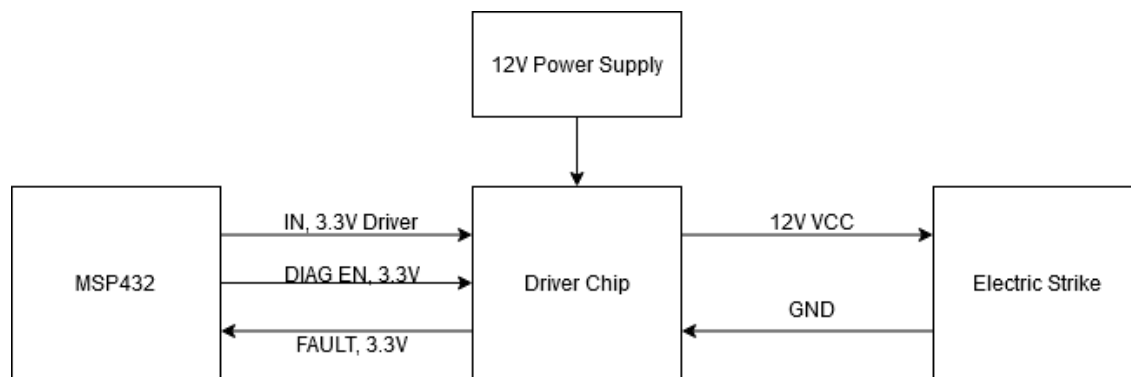 12V Power Supply
MSP432
IN, 3.3V Driver
DIAG EN, 3.3V
FAULT, 3.3V
Driver Chip
12V VCC
GND
Electric Strike